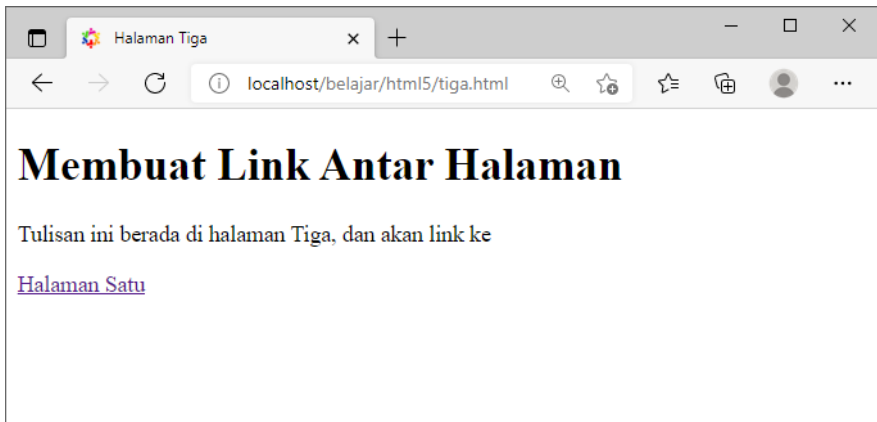 Halaman Tiga
localhost/belajar/html5/tiga.html
Membuat Link Antar Halaman
Tulisan ini berada di halaman Tiga, dan akan link ke
Halaman Satu